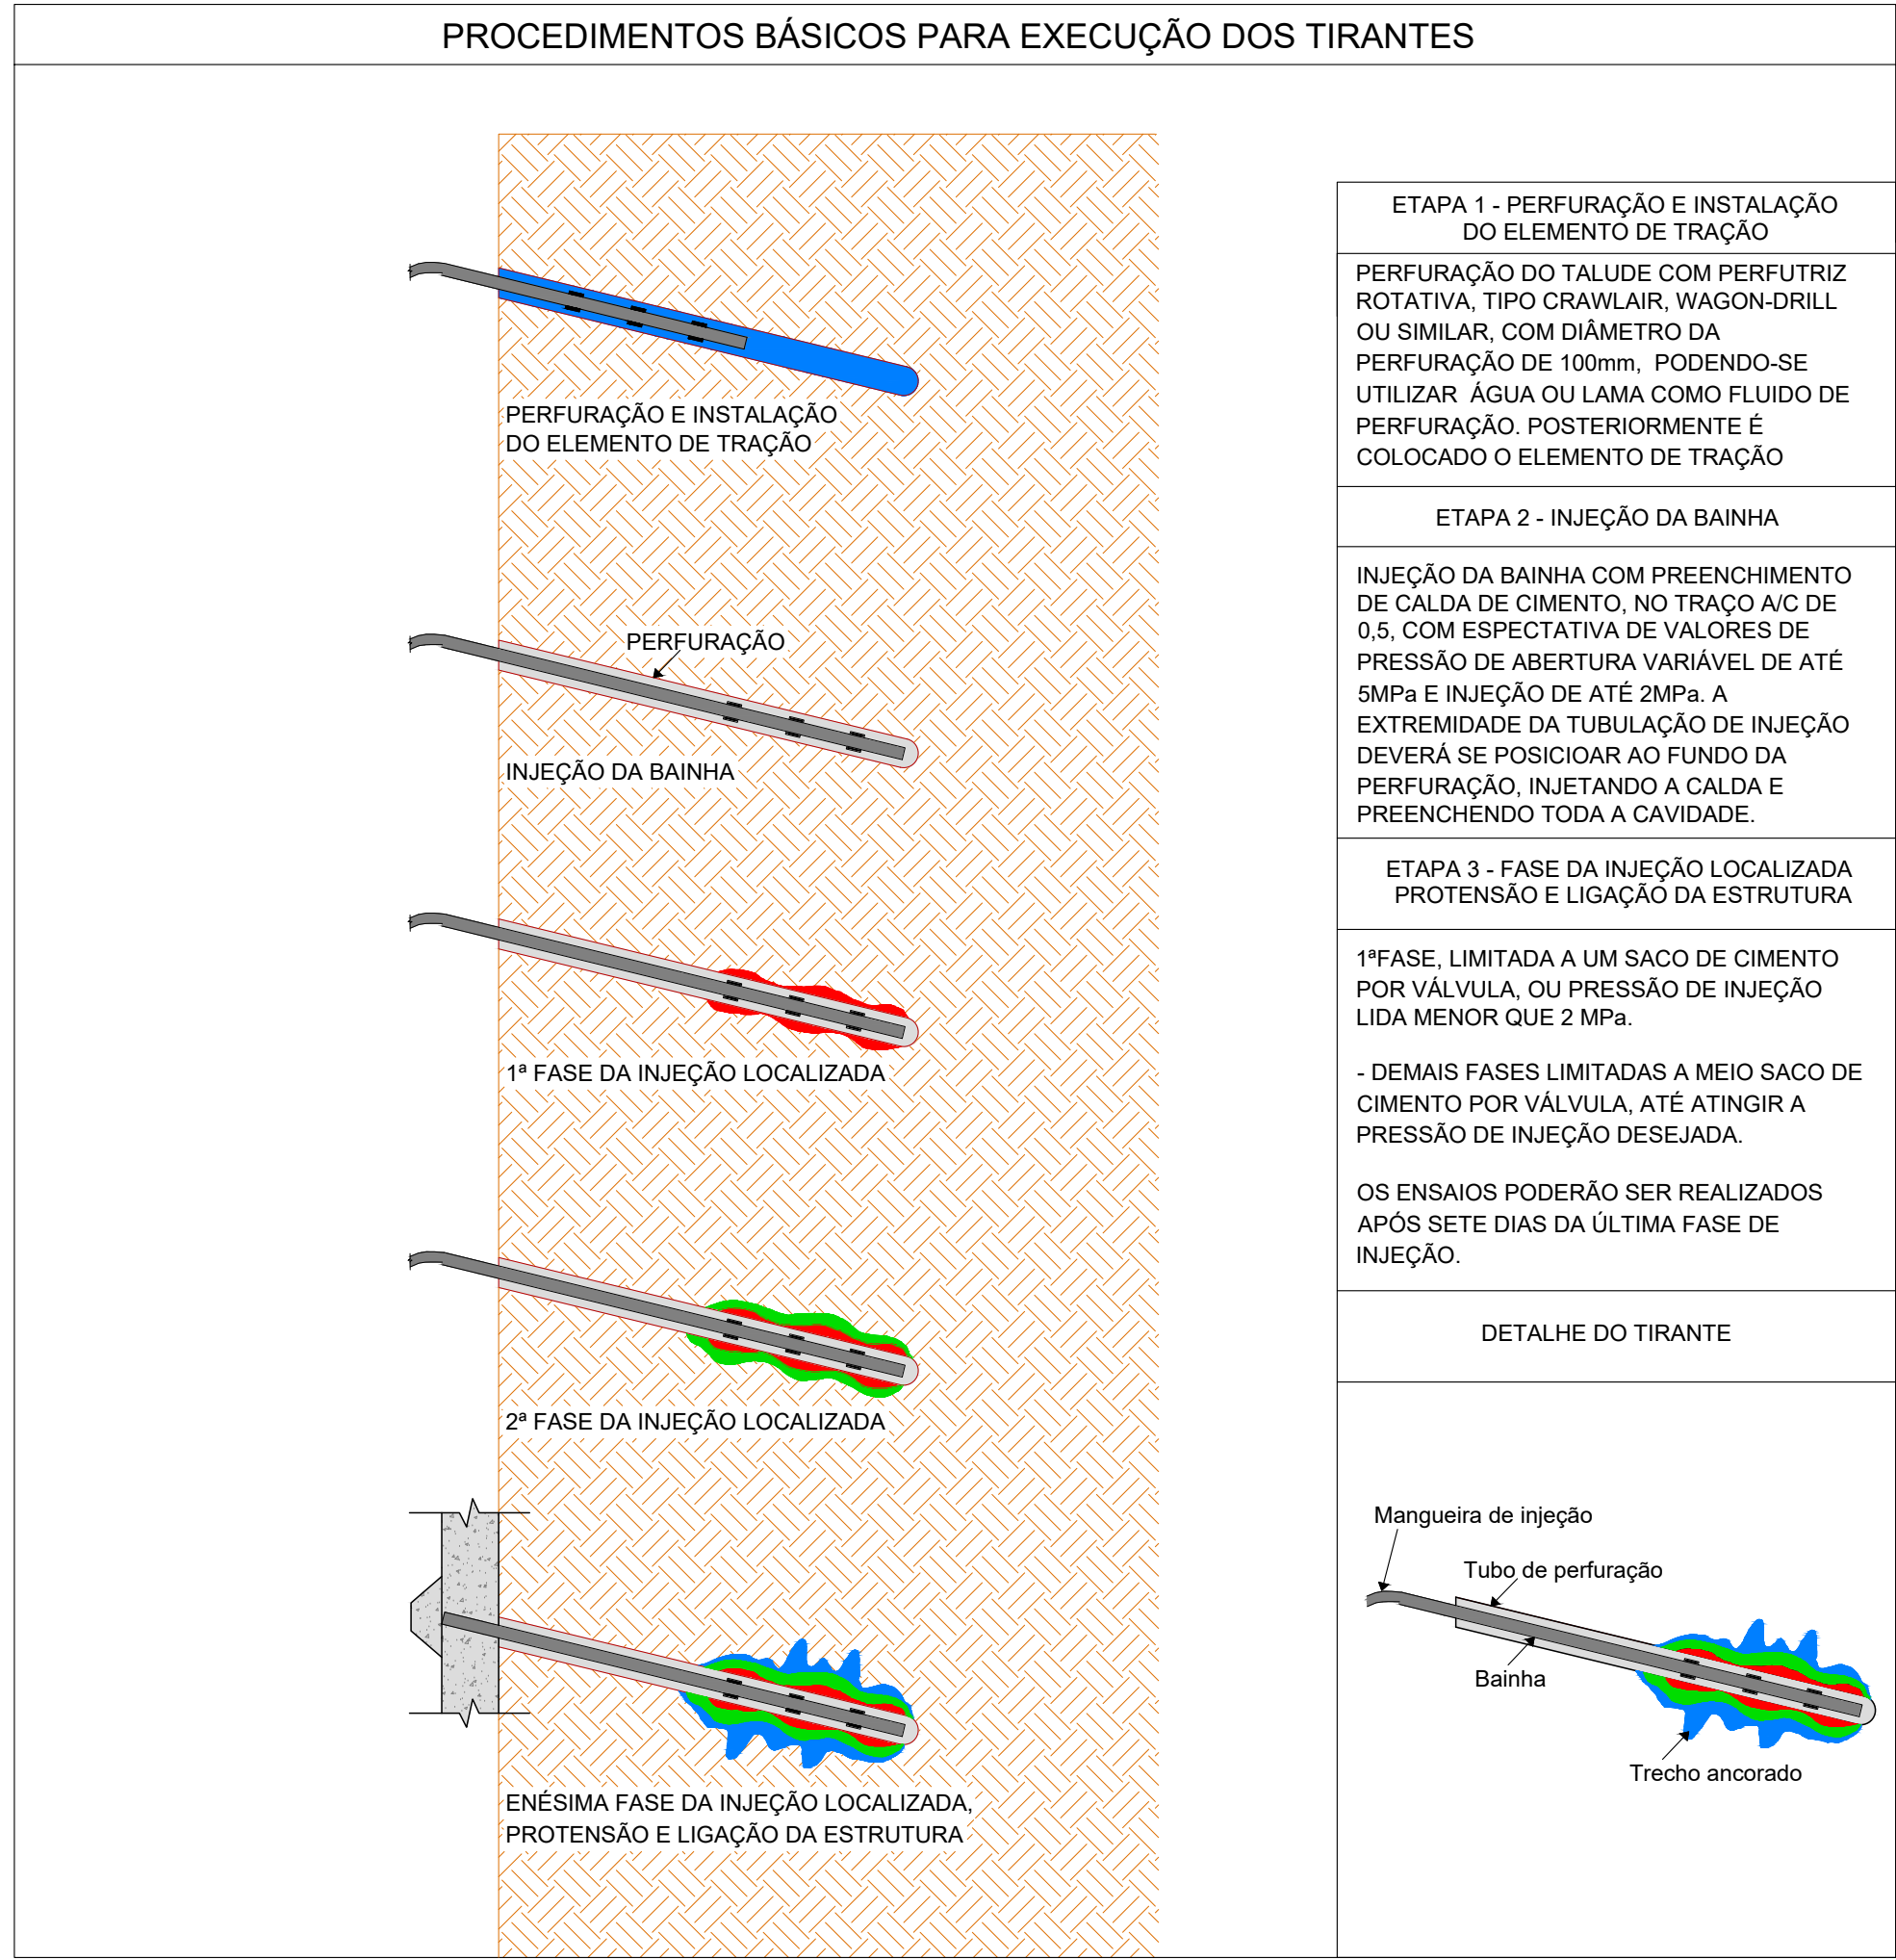 PROCEDIMENTOS BÁSICOS PARA EXECUÇÃO DOS TIRANTES
PERFURAÇÃO E INSTALAÇÃO
DO ELEMENTO DE TRAÇÃO
PERFURAÇÃO
INJEÇÃO DA BAINHA
1ª FASE DA INJEÇÃO LOCALIZADA
2ª FASE DA INJEÇÃO LOCALIZADA
ENÉSIMA FASE DA INJEÇÃO LOCALIZADA,
PROTENSÃO E LIGAÇÃO DA ESTRUTURA
ETAPA 1 - PERFURAÇÃO E INSTALAÇÃO
DO ELEMENTO DE TRAÇÃO
PERFURAÇÃO DO TALUDE COM PERFUTRIZ
ROTATIVA, TIPO CRAWLAIR, WAGON-DRILL
OU SIMILAR, COM DIÂMETRO DA
PERFURAÇÃO DE 100mm, PODENDO-SE
UTILIZAR ÁGUA OU LAMA COMO FLUIDO DE
PERFURAÇÃO. POSTERIORMENTE É
COLOCADO O ELEMENTO DE TRAÇÃO
ETAPA 2 - INJEÇÃO DA BAINHA
INJEÇÃO DA BAINHA COM PREENCHIMENTO
DE CALDA DE CIMENTO, NO TRAÇO A/C DE
0,5, COM ESPECTATIVA DE VALORES DE
PRESSÃO DE ABERTURA VARIÁVEL DE ATÉ
5MPa E INJEÇÃO DE ATÉ 2MPa. A
EXTREMIDADE DA TUBULAÇÃO DE INJEÇÃO
DEVERÁ SE POSICIOAR AO FUNDO DA
PERFURAÇÃO, INJETANDO A CALDA E
PREENCHENDO TODA A CAVIDADE.
ETAPA 3 - FASE DA INJEÇÃO LOCALIZADA
PROTENSÃO E LIGAÇÃO DA ESTRUTURA
1ªFASE, LIMITADA A UM SACO DE CIMENTO
POR VÁLVULA, OU PRESSÃO DE INJEÇÃO
LIDA MENOR QUE 2 MPa.
- DEMAIS FASES LIMITADAS A MEIO SACO DE
CIMENTO POR VÁLVULA, ATÉ ATINGIR A
PRESSÃO DE INJEÇÃO DESEJADA.
OS ENSAIOS PODERÃO SER REALIZADOS
APÓS SETE DIAS DA ÚLTIMA FASE DE
INJEÇÃO.
DETALHE DO TIRANTE
Mangueira de injeção
Tubo de perfuração
Bainha
Trecho ancorado